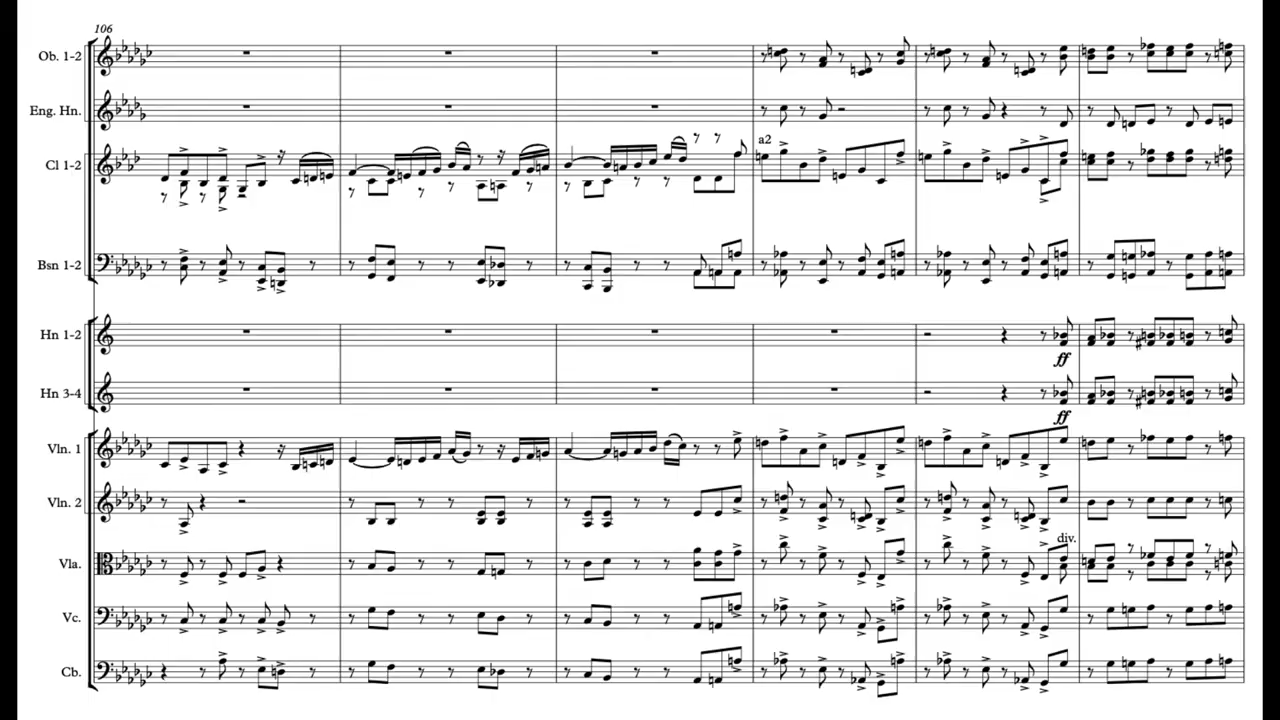 106
Ob. 1-2
Eng. Hn.
a2
Cl 1-2
Bsn 1-2
Hn 1-2
ff
Hn 3-4
ff
Vln. 1
Vln. 2
div.
Vla.
Vc.
Cb.